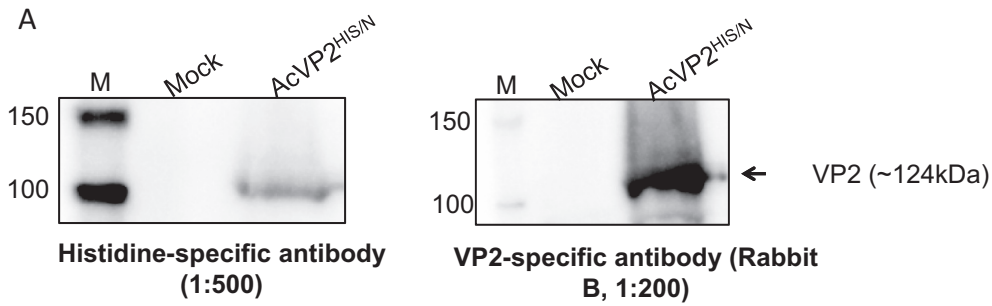 A
M Mock AcVP2HIS/N
150
100
Histidine-specific antibody
(1:500)
M Mock AcVP2HIS/N
150
100
VP2 (~124kDa)
VP2-specific antibody (Rabbit
B, 1:200)